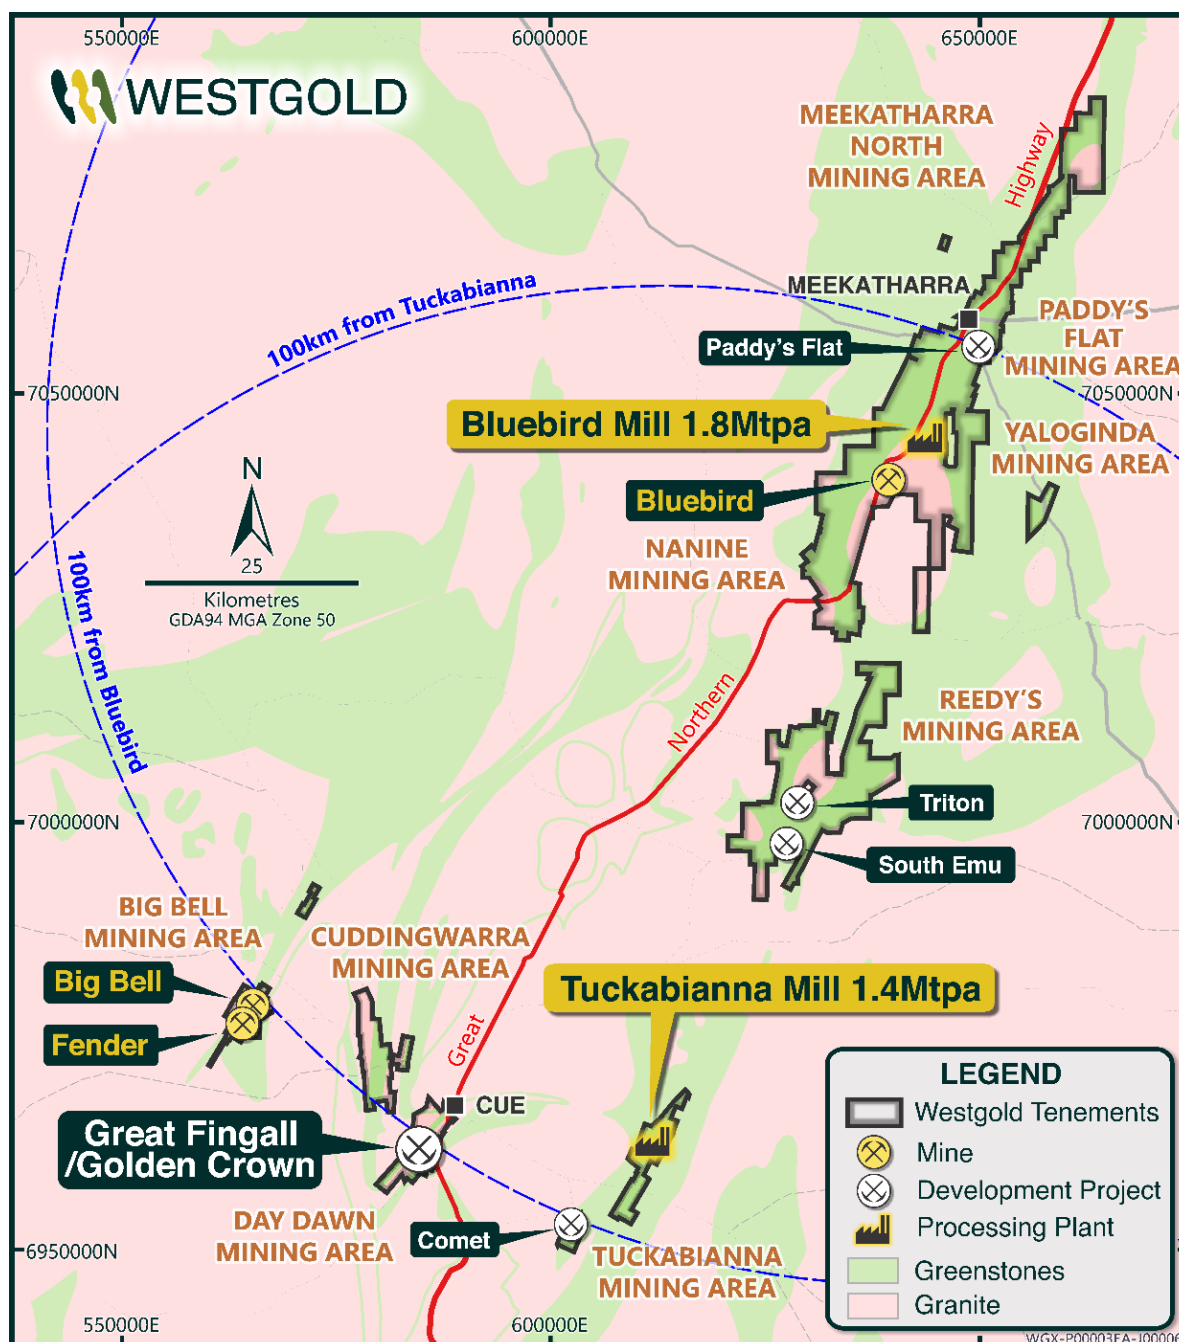 550000E
600000E
650000E
WESTGOLD
MEEKATHARRA
NORTH
MINING AREA
Highway
100km from Tuckabianna
MEEKATHARRA
PADDY'S
FLAT
MINING AREA
Paddy's Flat
7050000N
7050000N
Bluebird Mill 1.8Mtpa
YALOGINDA
MINING AREA
N
25
Kilometres
GDA94 MGA Zone 50
Bluebird
NANINE
MINING AREA
100km from Bluebird
Northern
REEDY'S
MINING AREA
Triton
7000000N
7000000N
South Emu
BIG BELL
MINING AREA
CUDDINGWARRA
MINING AREA
Big Bell
Fender
Tuckabianna Mill 1.4Mtpa
Great
CUE
Great Fingall
/Golden Crown
DAY DAWN
MINING AREA
Comet
TUCKABIANNA
MINING AREA
6950000N
LEGEND
Westgold Tenements
Mine
Development Project
Processing Plant
Greenstones
Granite
550000E
600000E